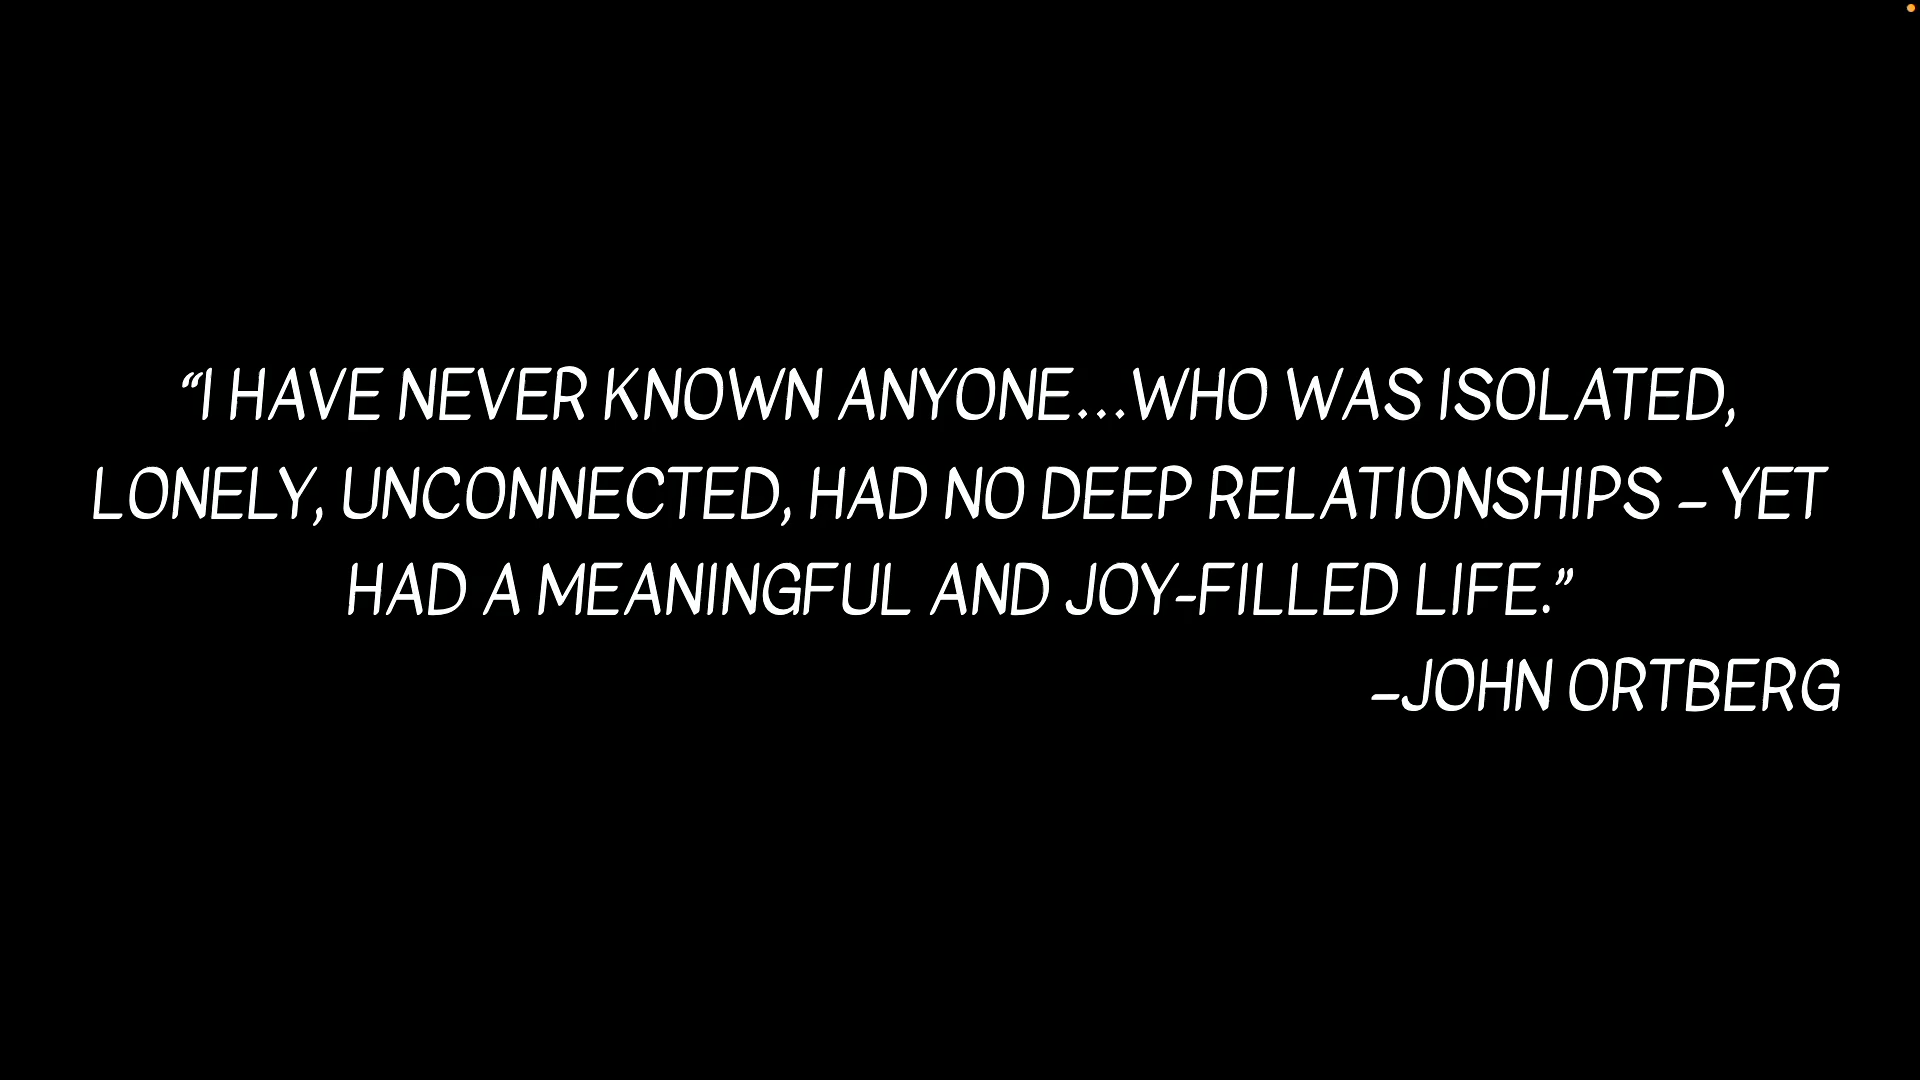 “I HAVE NEVER KNOWN ANYONE...WHO WAS ISOLATED,
LONELY, UNCONNECTED, HAD NO DEEP RELATIONSHIPS – YET
HAD A MEANINGFUL AND JOY-FILLED LIFE.”
–JOHN ORTBERG